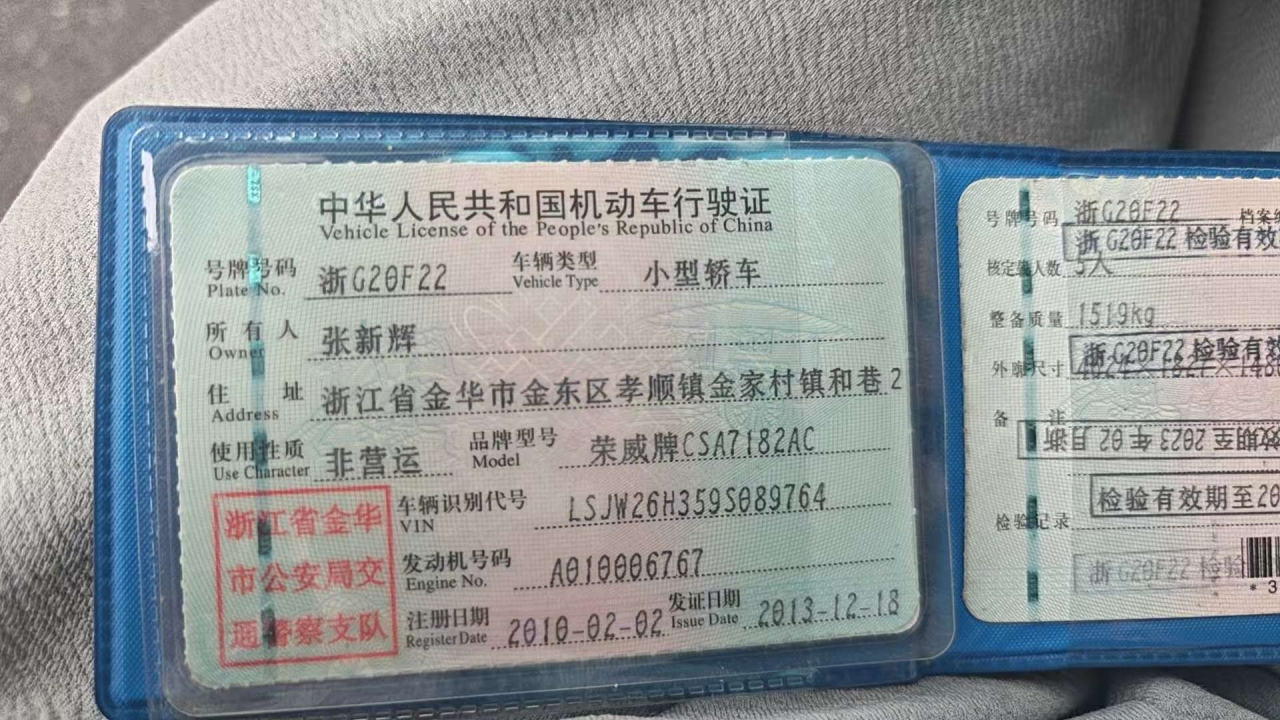 中华人民共和国机动车行驶证
Vehicle License of the People's Republic of China
号牌号码 浙G20F22 车辆类型 小型轿车
Plate No. Vehicle Type
所有人 张新辉
Owner
住址 浙江省金华市金东区孝顺镇金家村镇和巷2
Address
使用性质 非营运 品牌型号 荣威牌CSA7182AC
Use Character Model
车辆识别代号 LSJW26H359S089764
VIN
发动机号码 A010006767
Engine No.
注册日期 2010-02-02 发证日期 2013-12-18
Register Date Issue Date
浙江省金华
市公安局交
通警察支队
号牌号码 浙G20F22 档案
浙G20F22 检验有效
核定载人数 5人
整备质量 1519kg
浙G20F22 检验有效
外廓尺寸
备注
效期至2023年02月 浙
检验有效期至20
检验记录
浙G20F22 检验
*3